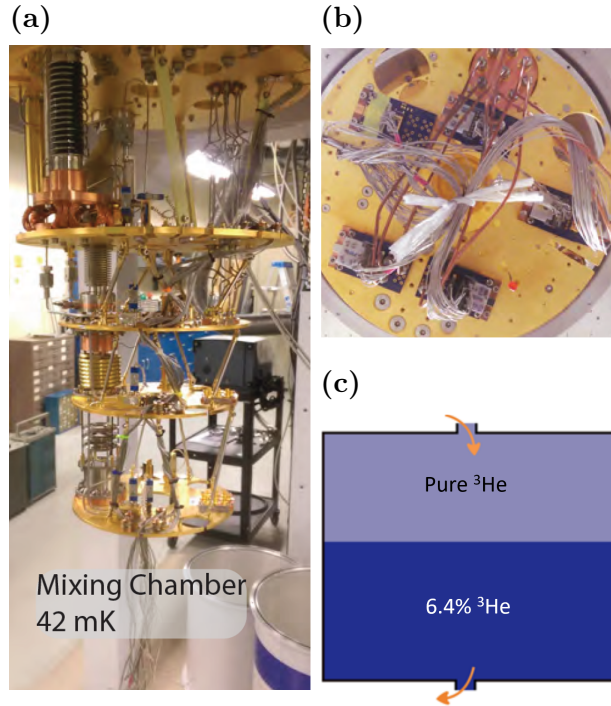 (a)
Mixing Chamber
42 mK
(b)
(c)
Pure ³He
6.4% ³He